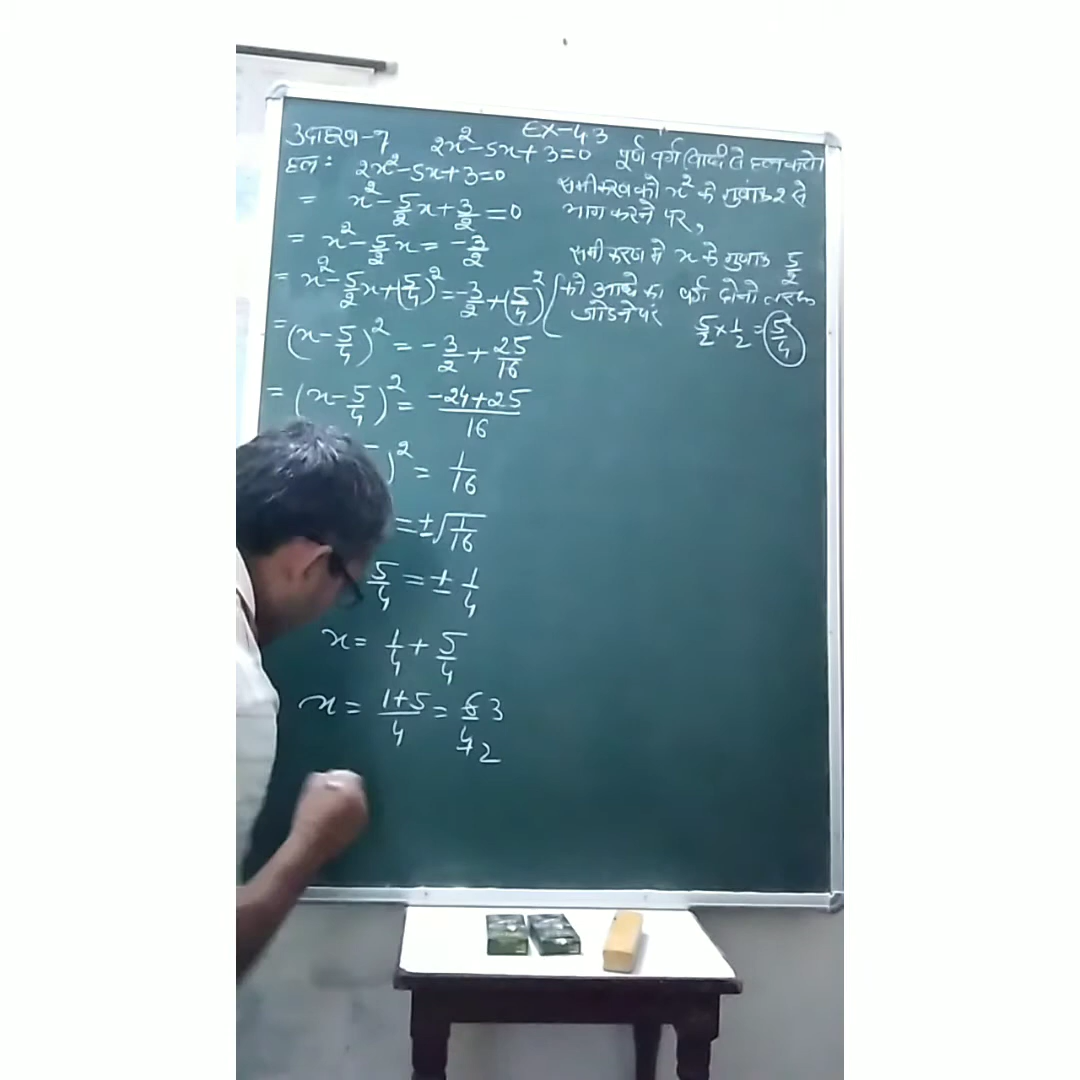 EX-4.3
उदाहरण-7 2x²-5x+3=0 पूर्ण वर्ग विधि से हल करो।
हल: 2x²-5x+3=0
समीकरण को x² के गुणांक 2 से
= x²-5/2x+3/2=0
भाग करने पर,
= x²-5/2x=-3/2
समीकरण में x के गुणांक 5/2
= x²-5/2x+(5/4)²=-3/2+(5/4)²
को आधे का वर्ग दोनो तरफ
जोडने पर
5/2×1/2=5/4
=(x-5/4)²=-3/2+25/16
=(x-5/4)²=-24+25/16
)²=1/16
=±√1/16
5/4=±1/4
x=1/4+5/4
x=1+5/4=6/4 3 2